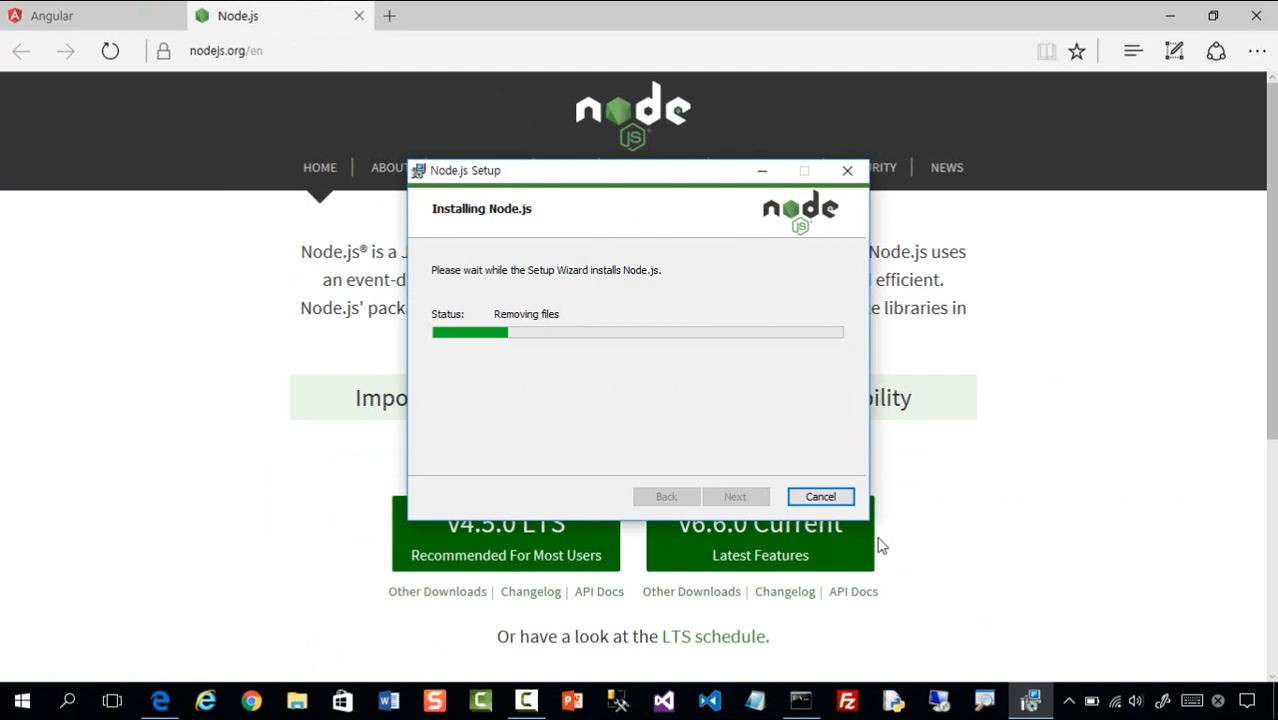 Angular
Node.js
nodejs.org/en
node
JS
HOME
ABOU
URITY
NEWS
Node.js Setup
Installing Node.js
node
JS
Please wait while the Setup Wizard installs Node.js.
Status: Removing files
Back
Next
Cancel
Node.js® is a J
Node.js uses
an event-d
efficient.
Node.js' pack
e libraries in
Impo
bility
v4.5.0 LTS
Recommended For Most Users
v6.6.0 Current
Latest Features
Other Downloads | Changelog | API Docs
Other Downloads | Changelog | API Docs
Or have a look at the LTS schedule.